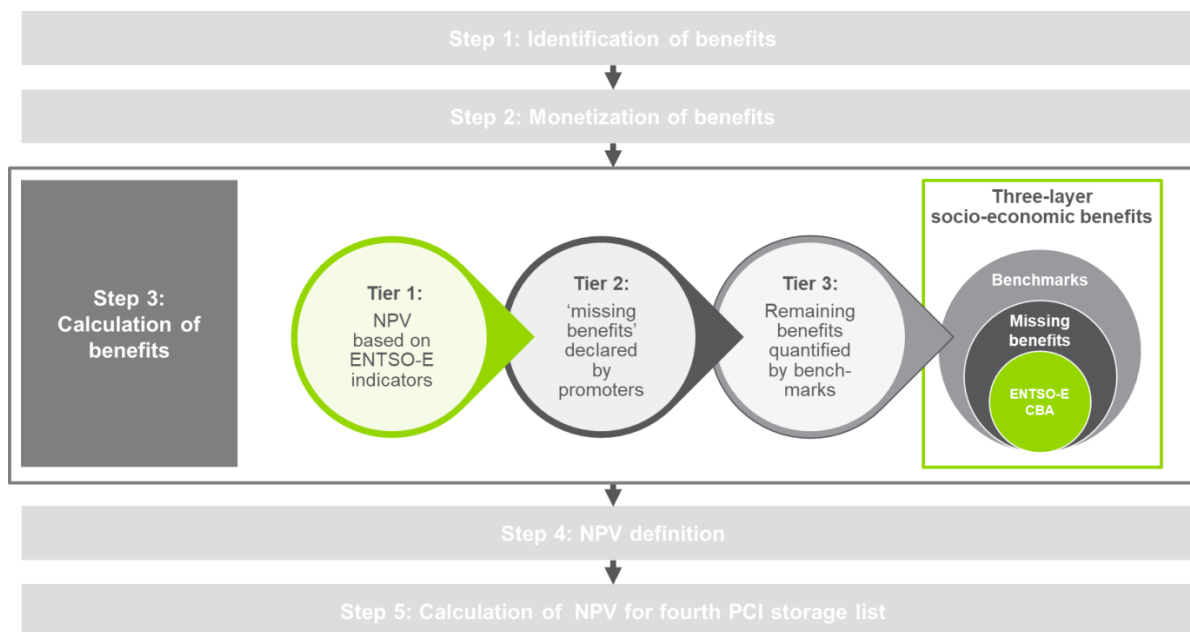 Step 1: Identification of benefits
Step 2: Monetization of benefits
Step 3:
Calculation of
benefits
Tier 1:
NPV
based on
ENTSO-E
indicators
Tier 2:
‘missing
benefits’
declared
by
promoters
Tier 3:
Remaining
benefits
quantified
by bench-
marks
Three-layer
socio-economic benefits
Benchmarks
Missing
benefits
ENTSO-E
CBA
Step 4: NPV definition
Step 5: Calculation of NPV for fourth PCI storage list